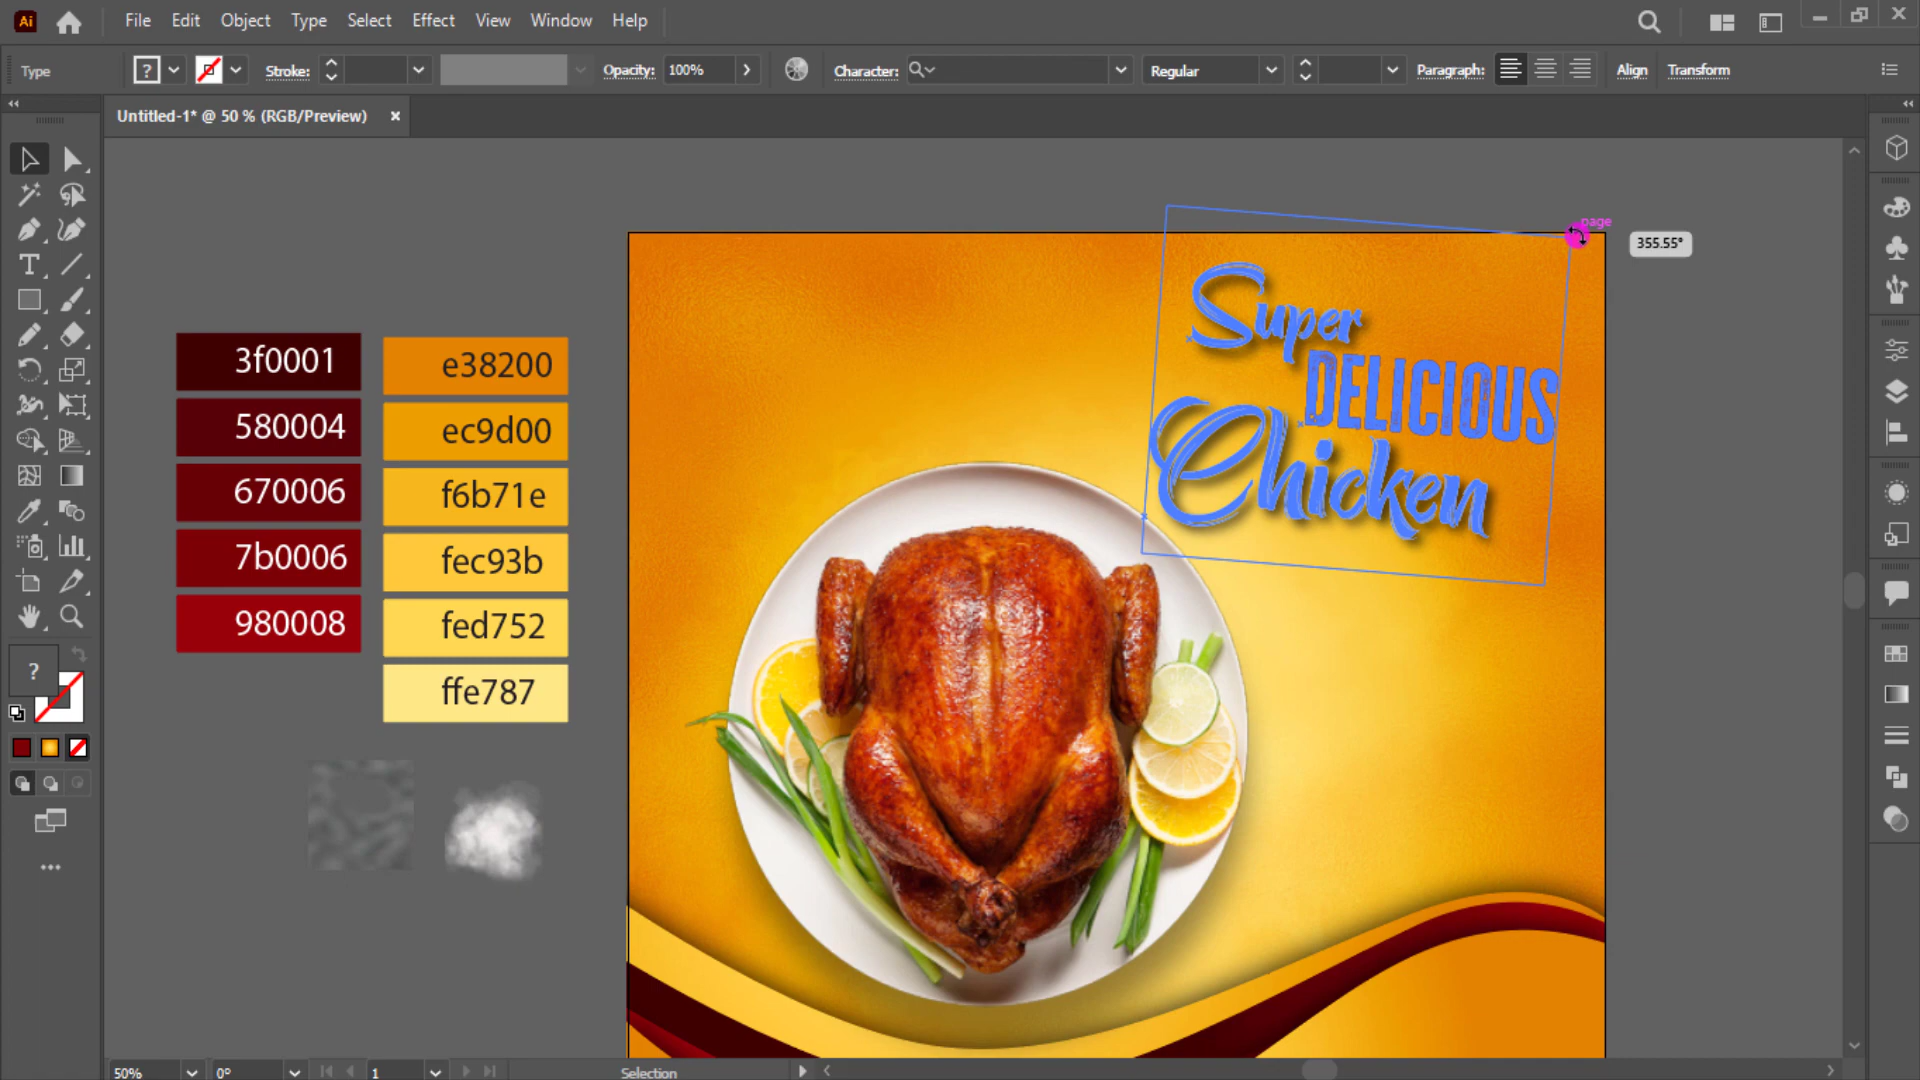 Ai File Edit Object Type Select Effect View Window Help
Type ? Stroke: Opacity: 100% Character: Regular Paragraph: Align Transform
Untitled-1* @ 50 % (RGB/Preview) ×
page
355.55°
Super
DELICIOUS
Chicken
3f0001 e38200
580004 ec9d00
670006 f6b71e
7b0006 fec93b
980008 fed752
ffe787
?
50% 0° 1 Selection